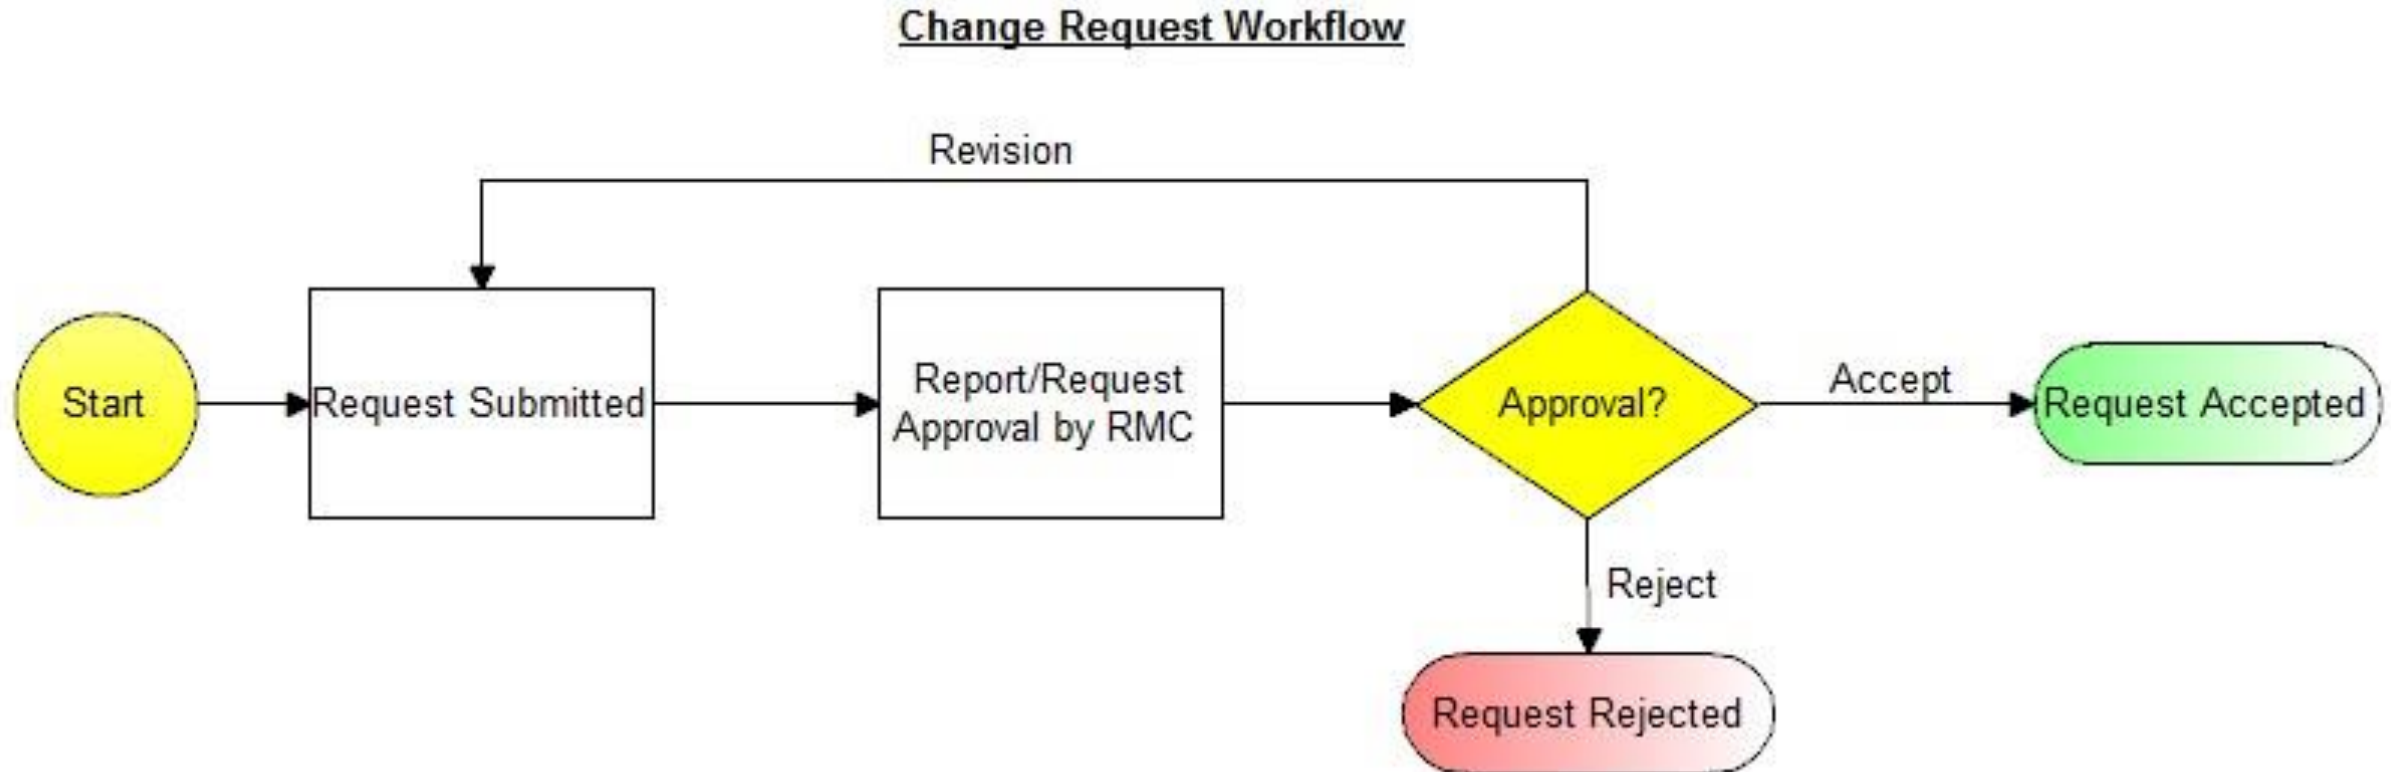 Change Request Workflow
Revision
Start
Request Submitted
Report/Request
Approval by RMC
Approval?
Accept
Request Accepted
Reject
Request Rejected